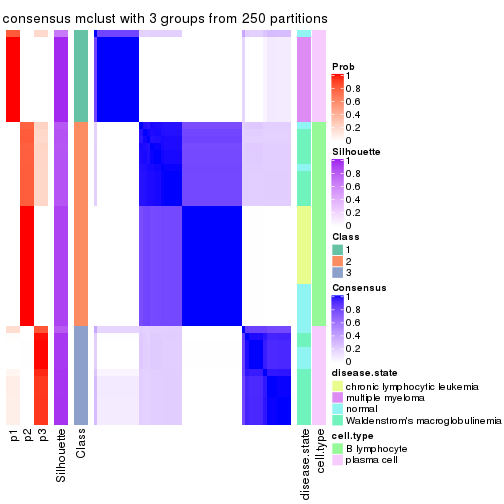 consensus mclust with 3 groups from 250 partitions
Prob
1
0.8
0.6
0.4
0.2
0
Silhouette
1
0.8
0.6
0.4
0.2
0
Class
1
2
3
Consensus
1
0.8
0.6
0.4
0.2
0
disease.state
chronic lymphocytic leukemia
multiple myeloma
normal
Waldenstrom's macroglobulinemia
cell.type
B lymphocyte
plasma cell
p1
p2
p3
Silhouette
Class
disease.state
cell.type